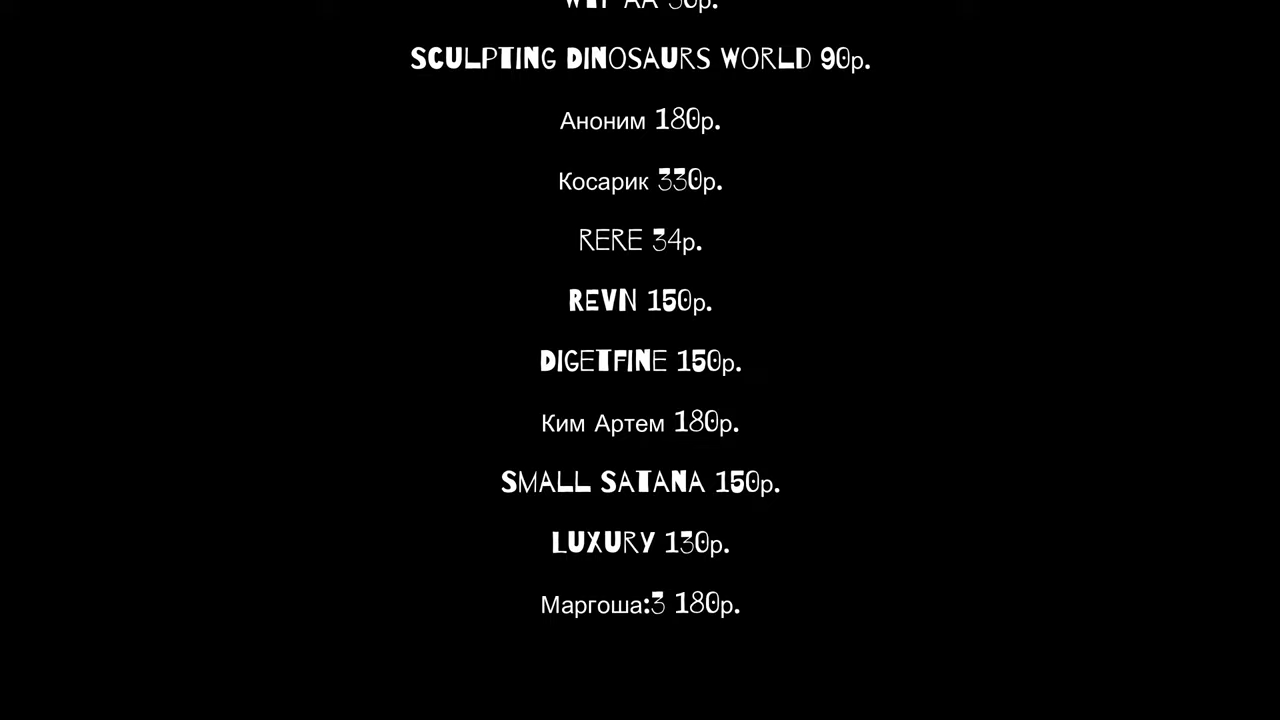 SCULPTING DINOSAURS WORLD 90р.
Аноним 180р.
Косарик 330р.
RERE 34р.
REVIN 150р.
DIGETFINE 150р.
Ким Артем 180р.
SMALL SATANA 150р.
LUXURY 130р.
Маргоша:3 180р.